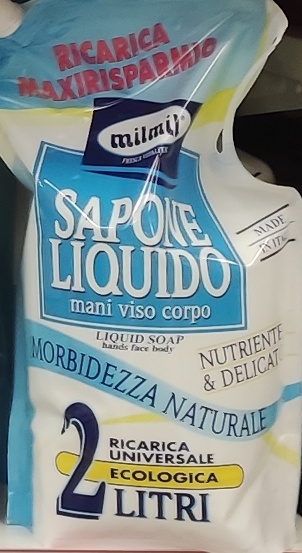 RICARICA
MAXIRISPARMIO
milmil
SAPONE
LIQUIDO
mani viso corpo
MADE
LIQUID SOAP
hands face body
NUTRIENTE
& DELICAT
MORBIDEZZA NATURALE
2
RICARICA
UNIVERSALE
ECOLOGICA
LITRI